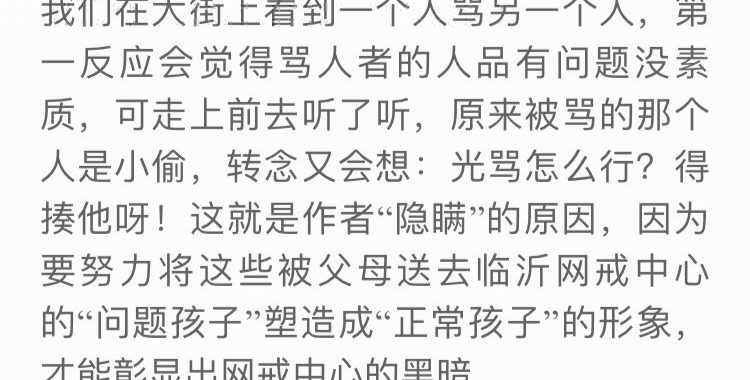 我们在大街上看到一个人骂另一个人，第
一反应会觉得骂人者的人品有问题没素
质，可走上前去听了听，原来被骂的那个
人是小偷，转念又会想：光骂怎么行？得
揍他呀！这就是作者“隐瞒”的原因，因为
要努力将这些被父母送去临沂网戒中心
的“问题孩子”塑造成“正常孩子”的形象，
才能彰显出网戒中心的黑暗